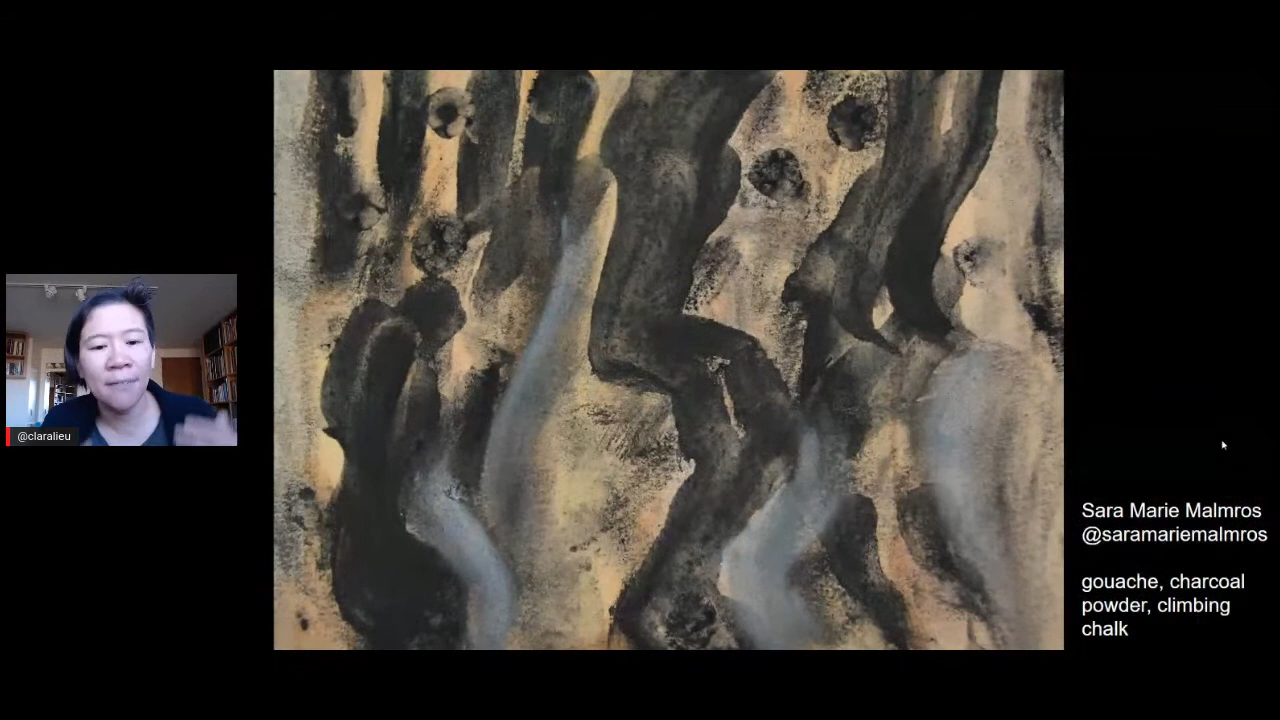 @claralieu
Sara Marie Malmros
@saramariemalmros
gouache, charcoal
powder, climbing
chalk